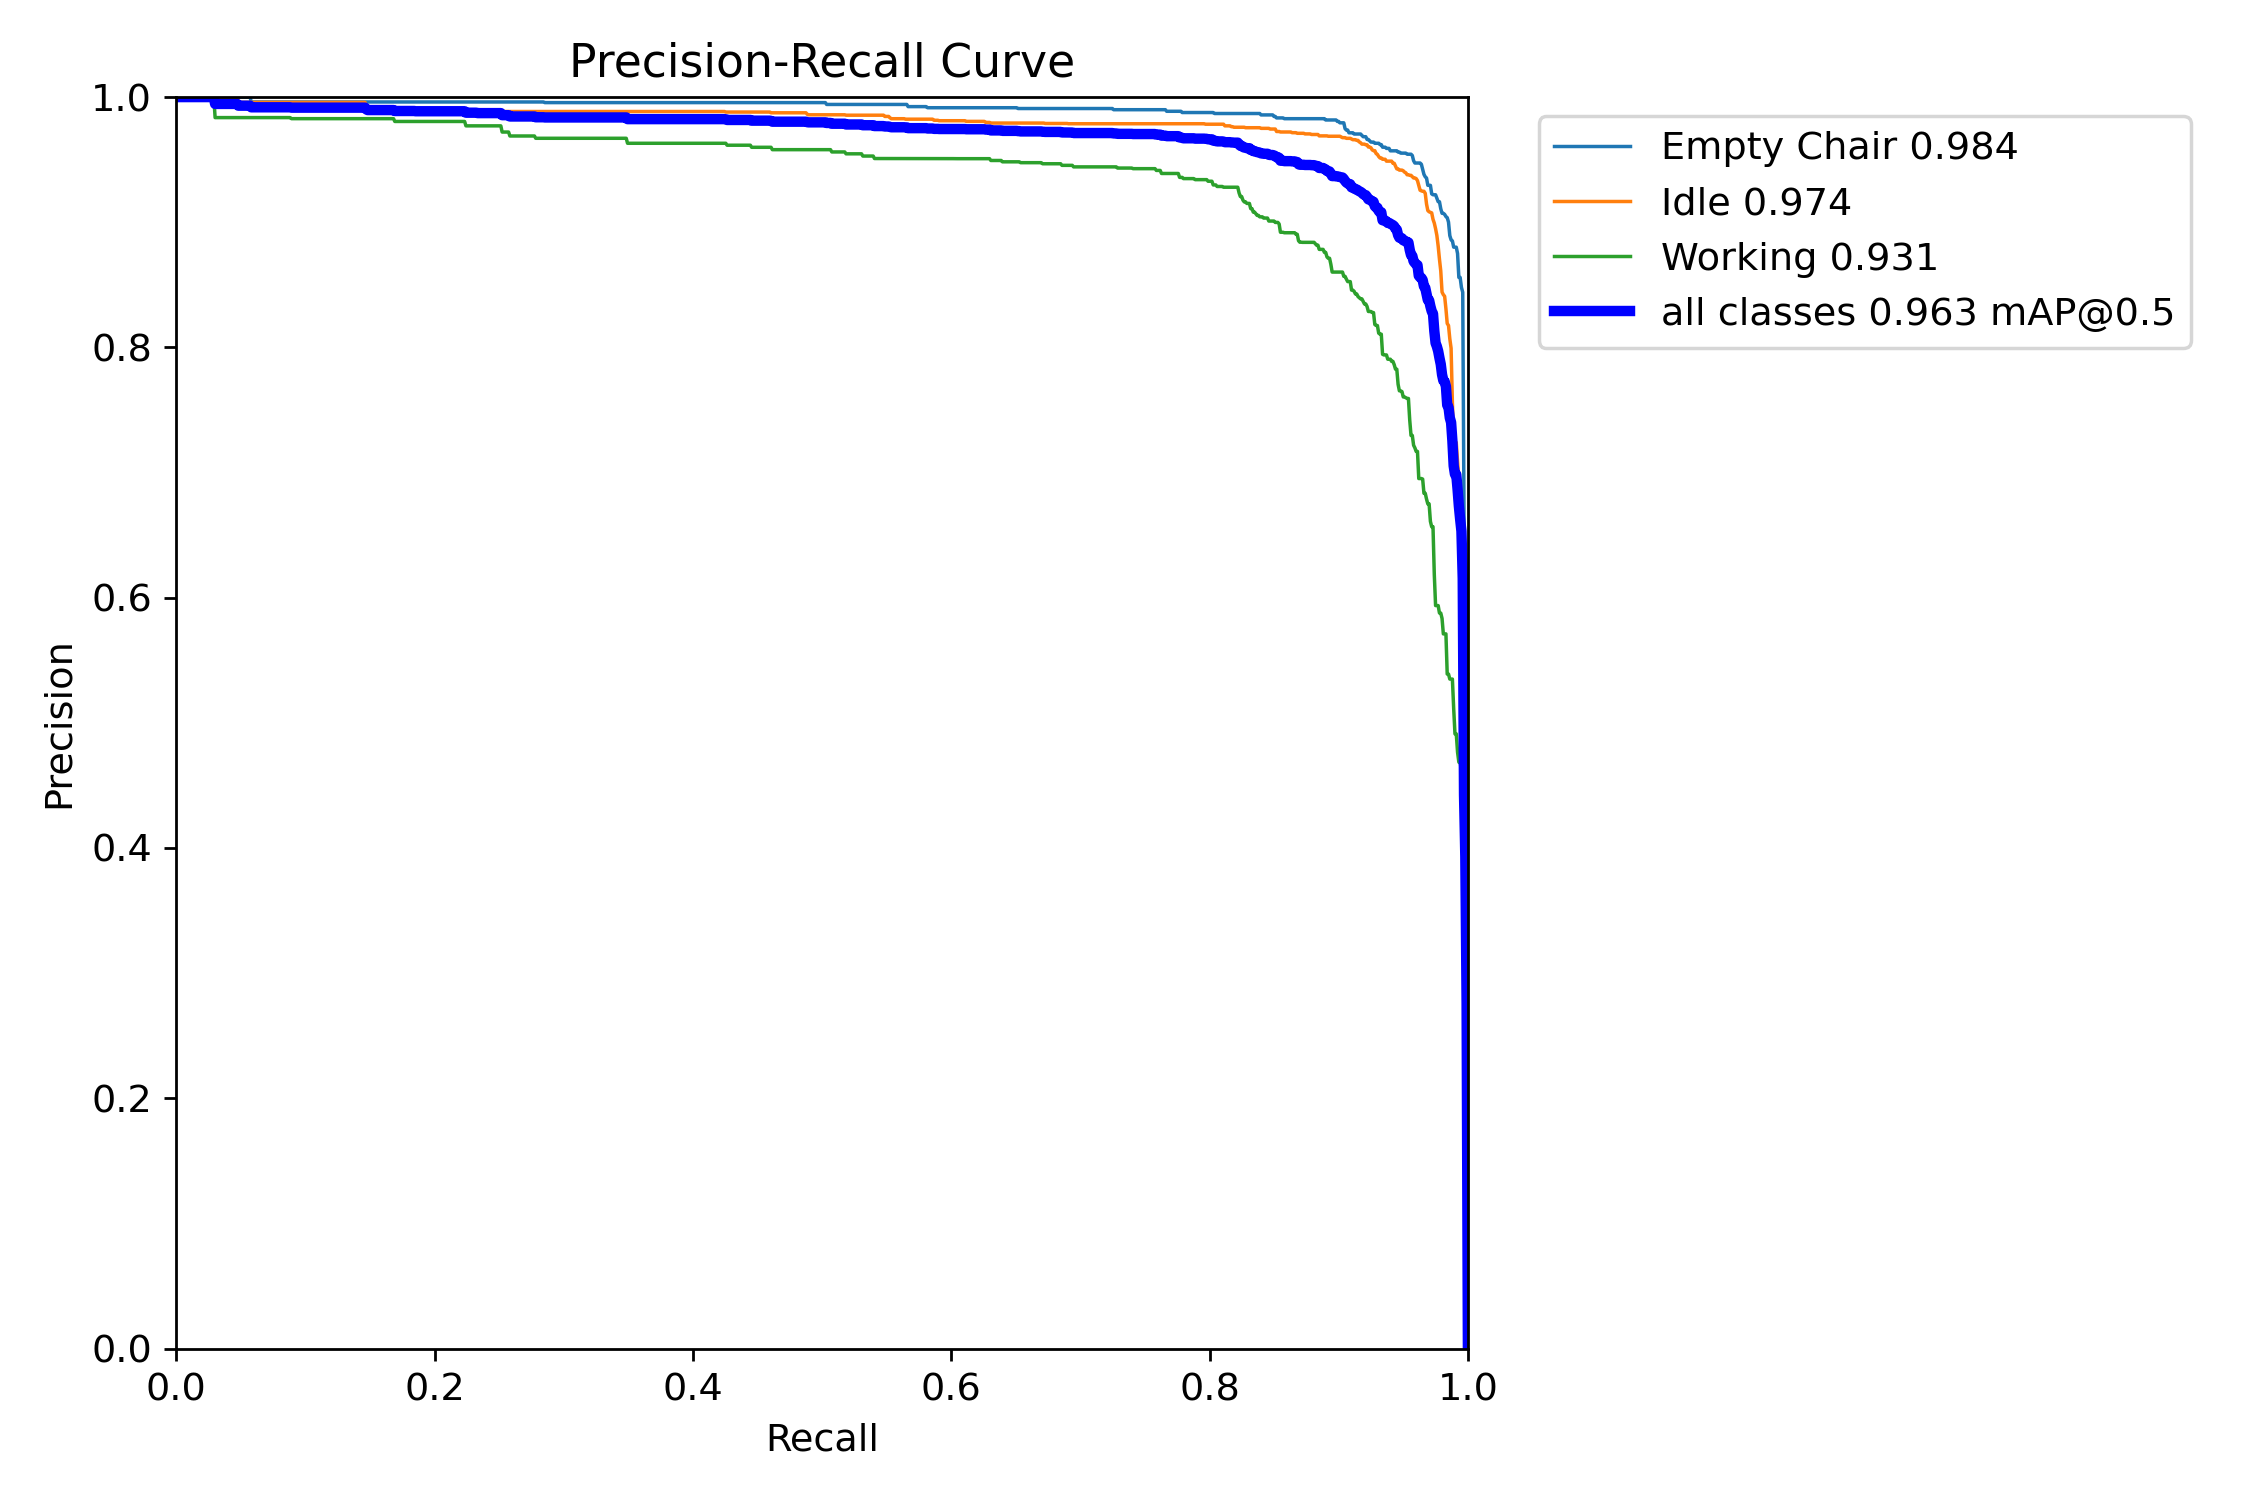 Precision-Recall Curve
1.0
0.8
0.6
0.4
0.2
0.0
Precision
0.0 0.2 0.4 0.6 0.8 1.0
Recall
Empty Chair 0.984
Idle 0.974
Working 0.931
all classes 0.963 mAP@0.5